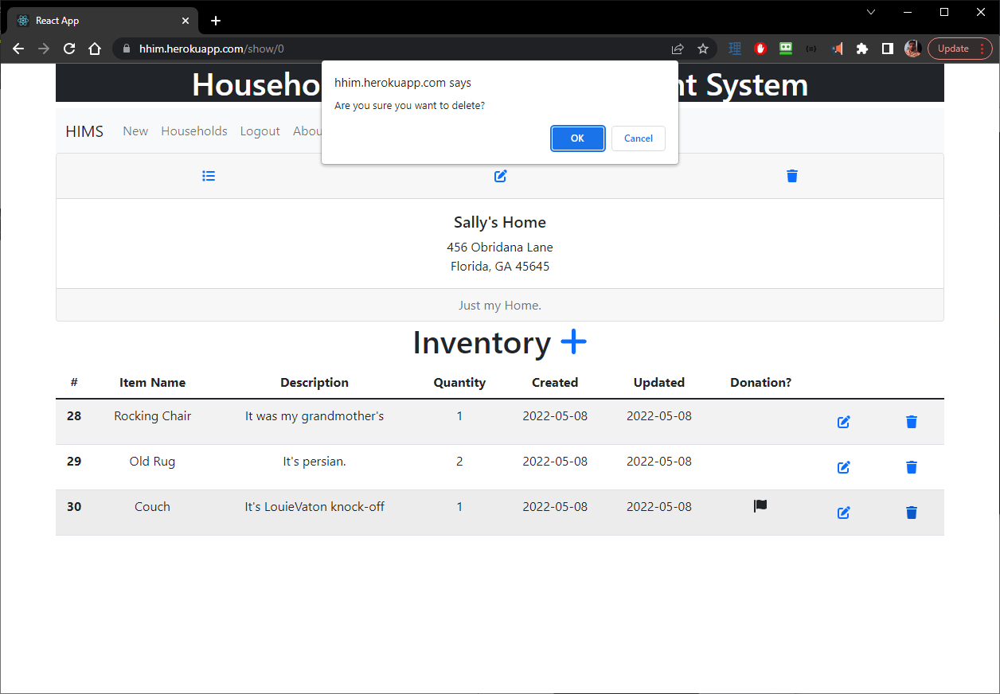 React App
hhim.herokuapp.com/show/0
Update
hhim.herokuapp.com says
Are you sure you want to delete?
OK Cancel
Househo nt System
HIMS New Households Logout Abou
Sally's Home
456 Obridana Lane
Florida, GA 45645
Just my Home.
Inventory
# Item Name Description Quantity Created Updated Donation?
28 Rocking Chair It was my grandmother's 1 2022-05-08 2022-05-08
29 Old Rug It's persian. 2 2022-05-08 2022-05-08
30 Couch It's LouieVaton knock-off 1 2022-05-08 2022-05-08